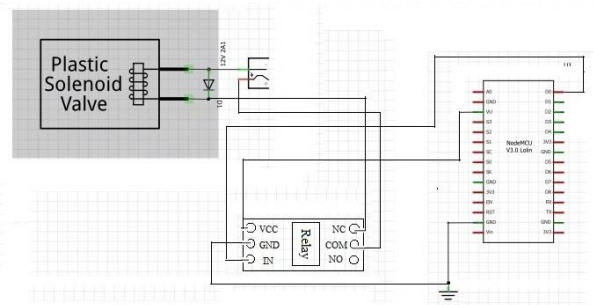 Plastic
Solenoid
Valve
12V 2A1
D1
NodeMCU
V3.0 Lolin
A0
GND
VU
S3
S2
S1
SC
S0
SK
GND
3V3
EN
RST
GND
Vin
D0
D1
D2
D3
D4
3V3
GND
D5
D6
D7
D8
RX
TX
GND
3V3
VCC
GND
IN
Relay
NC
COM
NO